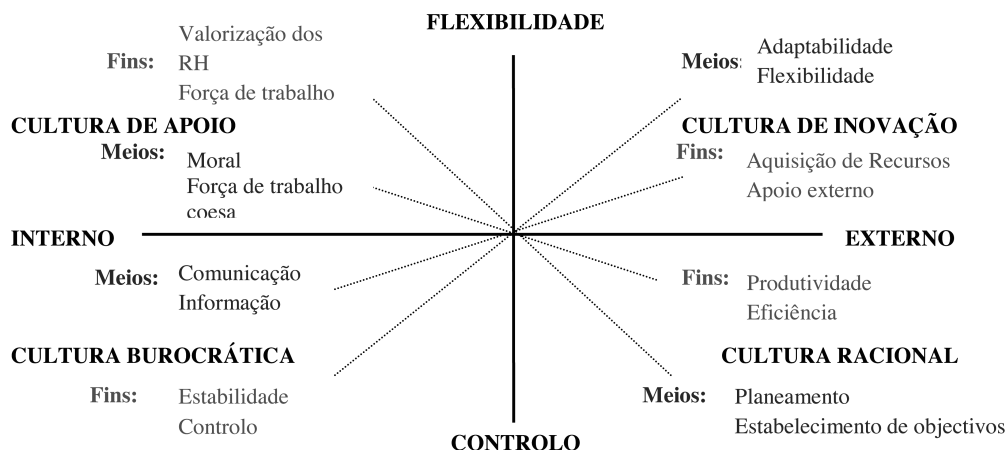 FLEXIBILIDADE
Fins:
Valorização dos
RH
Força de trabalho
Meios:
Adaptabilidade
Flexibilidade
CULTURA DE APOIO
Meios:
Moral
Força de trabalho
coesa
CULTURA DE INOVAÇÃO
Fins:
Aquisição de Recursos
Apoio externo
INTERNO
EXTERNO
Meios:
Comunicação
Informação
Fins:
Produtividade
Eficiência
CULTURA BUROCRÁTICA
Fins:
Estabilidade
Controlo
CULTURA RACIONAL
Meios:
Planeamento
Estabelecimento de objectivos
CONTROLO